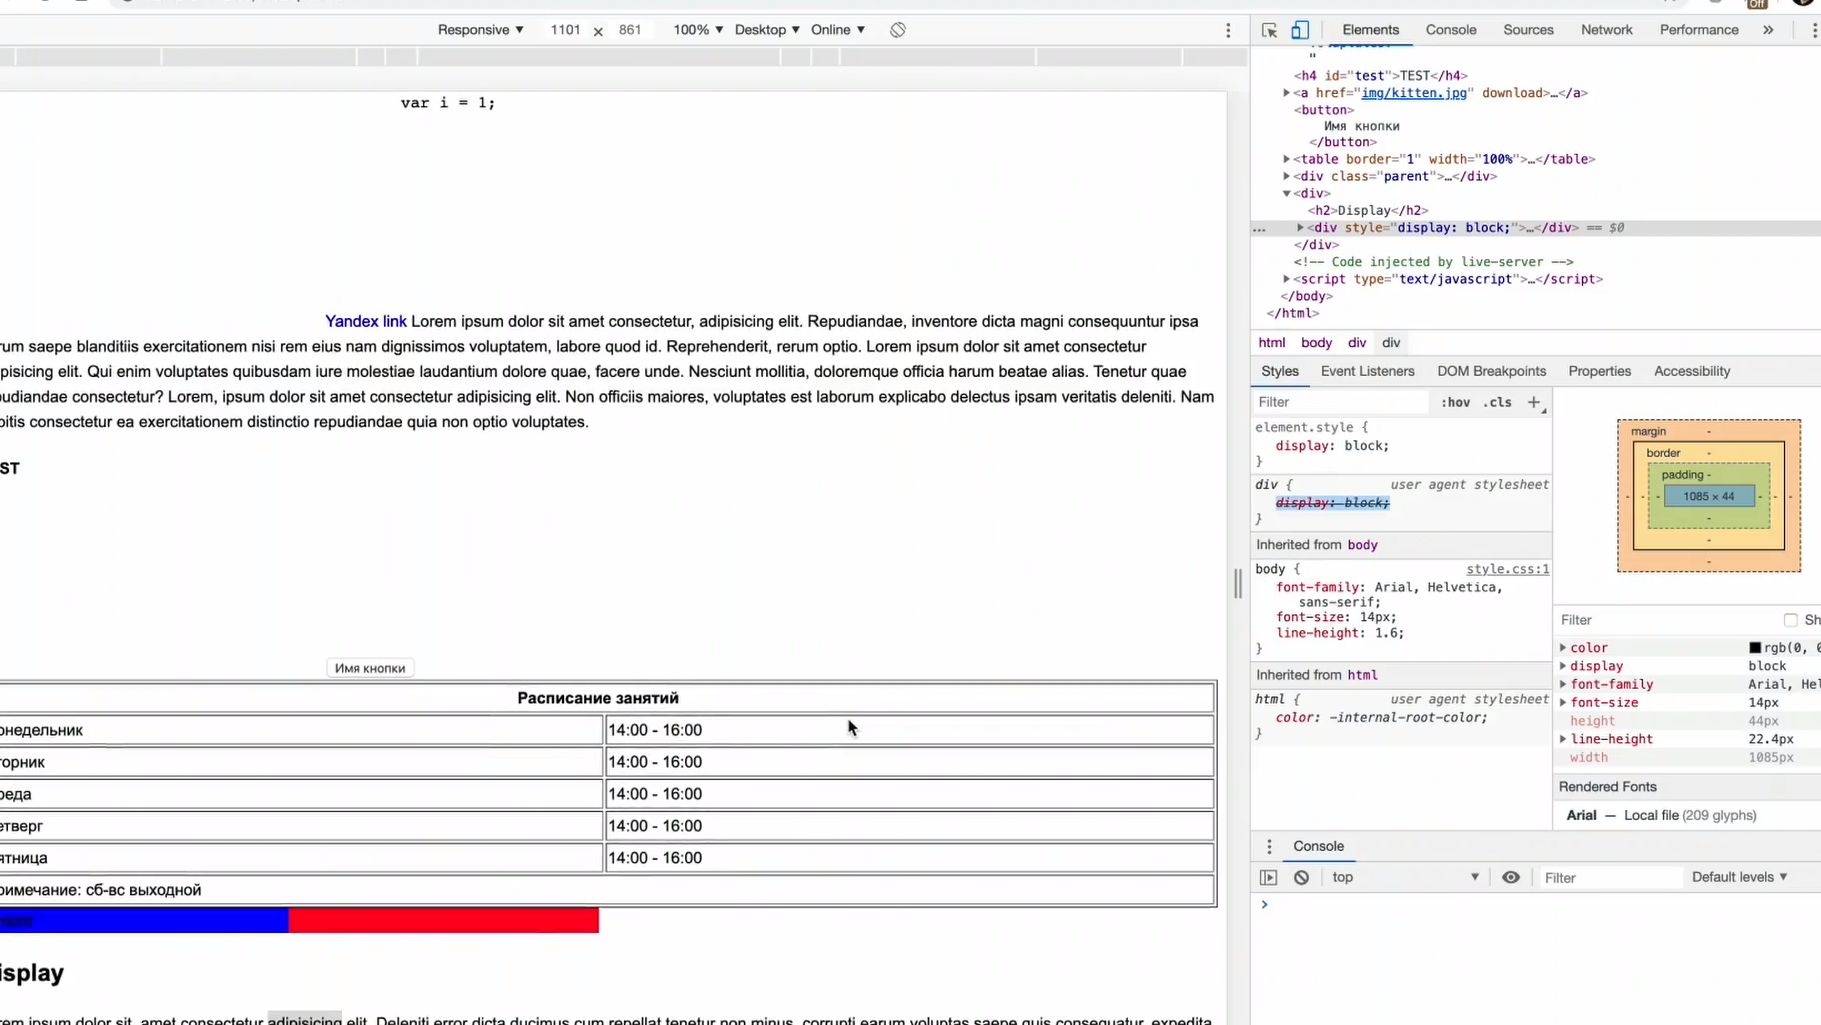 Off
Responsive ▼ 1101 × 861 100% ▼ Desktop ▼ Online ▼
var i = 1;
Yandex link Lorem ipsum dolor sit amet consectetur, adipisicing elit. Repudiandae, inventore dicta magni consequuntur ipsa
rum saepe blanditiis exercitationem nisi rem eius nam dignissimos voluptatem, labore quod id. Reprehenderit, rerum optio. Lorem ipsum dolor sit amet consectetur
ipisicing elit. Qui enim voluptates quibusdam iure molestiae laudantium dolore quae, facere unde. Nesciunt mollitia, doloremque officia harum beatae alias. Tenetur quae
pudiandae consectetur? Lorem, ipsum dolor sit amet consectetur adipisicing elit. Non officiis maiores, voluptates est laborum explicabo delectus ipsam veritatis deleniti. Nam
bitis consectetur ea exercitationem distinctio repudiandae quia non optio voluptates.
ST
Имя кнопки
Расписание занятий
онедельник 14:00 - 16:00
торник 14:00 - 16:00
реда 14:00 - 16:00
етверг 14:00 - 16:00
ятница 14:00 - 16:00
римечание: сб-вс выходной
isplay
rem ipsum dolor sit, amet consectetur adipisicing elit. Deleniti error dicta ducimus cum repellat tenetur non minus, corrupti earum voluptas saepe quis consequatur, expedita
Elements Console Sources Network Performance »
"
<h4 id="test">TEST</h4>
<a href="img/kitten.jpg" download>…</a>
<button>
Имя кнопки
</button>
<table border="1" width="100%">…</table>
<div class="parent">…</div>
<div>
<h2>Display</h2>
… <div style="display: block;">…</div> == $0
</div>
<!-- Code injected by live-server -->
<script type="text/javascript">…</script>
</body>
</html>
html body div div
Styles Event Listeners DOM Breakpoints Properties Accessibility
Filter :hov .cls +
element.style {
display: block;
}
div { user agent stylesheet
display: block;
}
Inherited from body
body { style.css:1
font-family: Arial, Helvetica,
sans-serif;
font-size: 14px;
line-height: 1.6;
}
Inherited from html
html { user agent stylesheet
color: -internal-root-color;
}
margin -
border -
padding -
- - - 1085 × 44 - - -
-
-
-
Filter Sh
color rgb(0, 0
display block
font-family Arial, Hel
font-size 14px
height 44px
line-height 22.4px
width 1085px
Rendered Fonts
Arial — Local file (209 glyphs)
Console
top ▼ Filter Default levels ▼